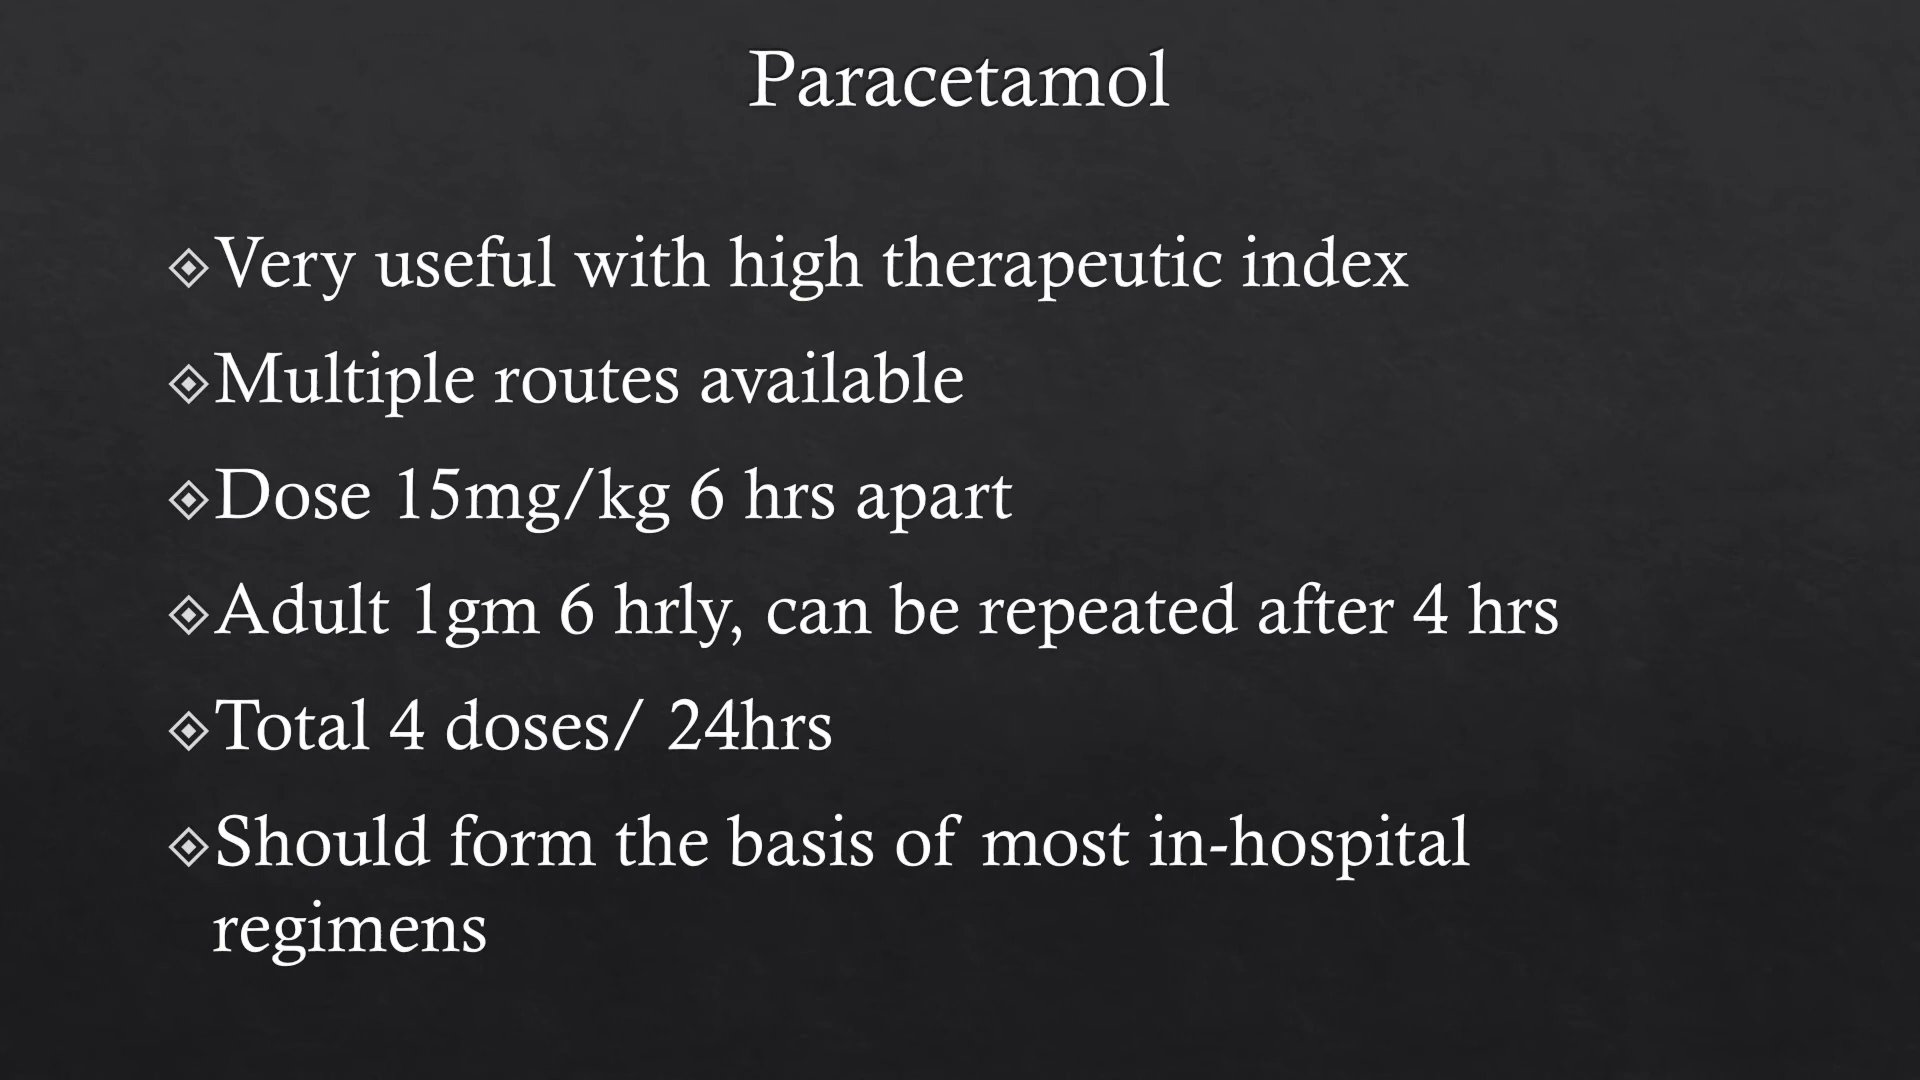 Paracetamol
Very useful with high therapeutic index
Multiple routes available
Dose 15mg/kg 6 hrs apart
Adult 1gm 6 hrly, can be repeated after 4 hrs
Total 4 doses/ 24hrs
Should form the basis of most in-hospital
regimens